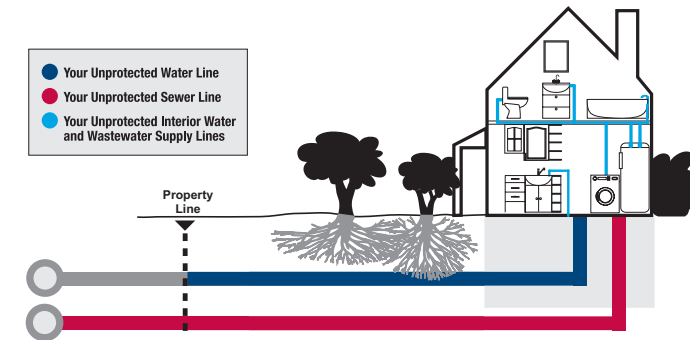 Your Unprotected Water Line
Your Unprotected Sewer Line
Your Unprotected Interior Water
and Wastewater Supply Lines
Property
Line